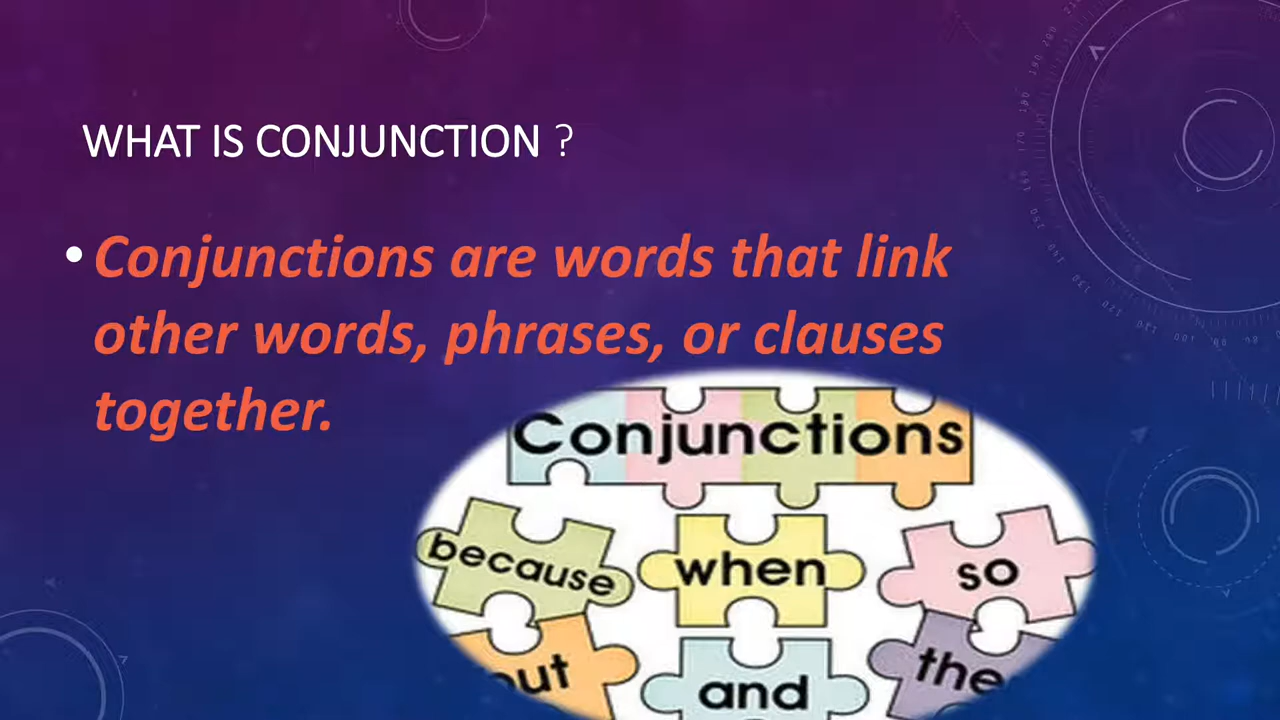 WHAT IS CONJUNCTION ?
• Conjunctions are words that link
other words, phrases, or clauses
together.
Conjunctions
because
when
so
and